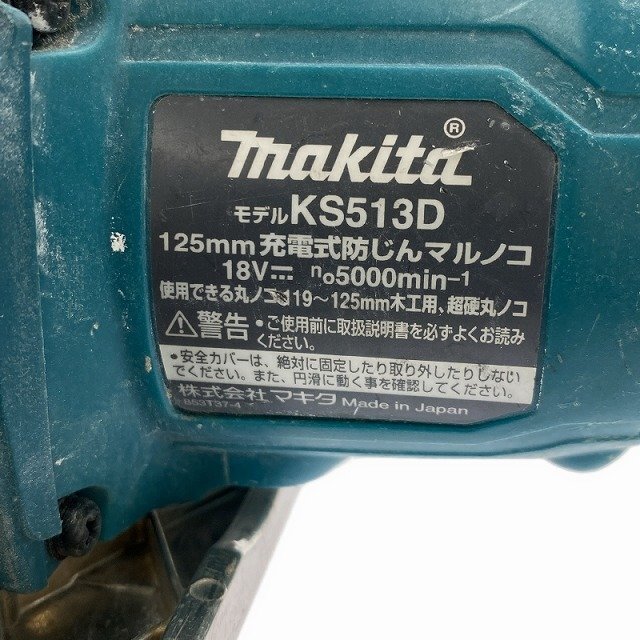 makita®
モデルKS513D
125mm 充電式防じんマルノコ
18V⎓ n₀5000min-1
使用できる丸ノコ 119～125mm木工用、超硬丸ノコ
⚠警告 ・ご使用前に取扱説明書を必ずよくお読み
ください。
・安全カバーは、絶対に固定したり取り外したりしない
でください。また、円滑に動く事を確認してください。
株式会社 マキタ Made in Japan
853T37-4